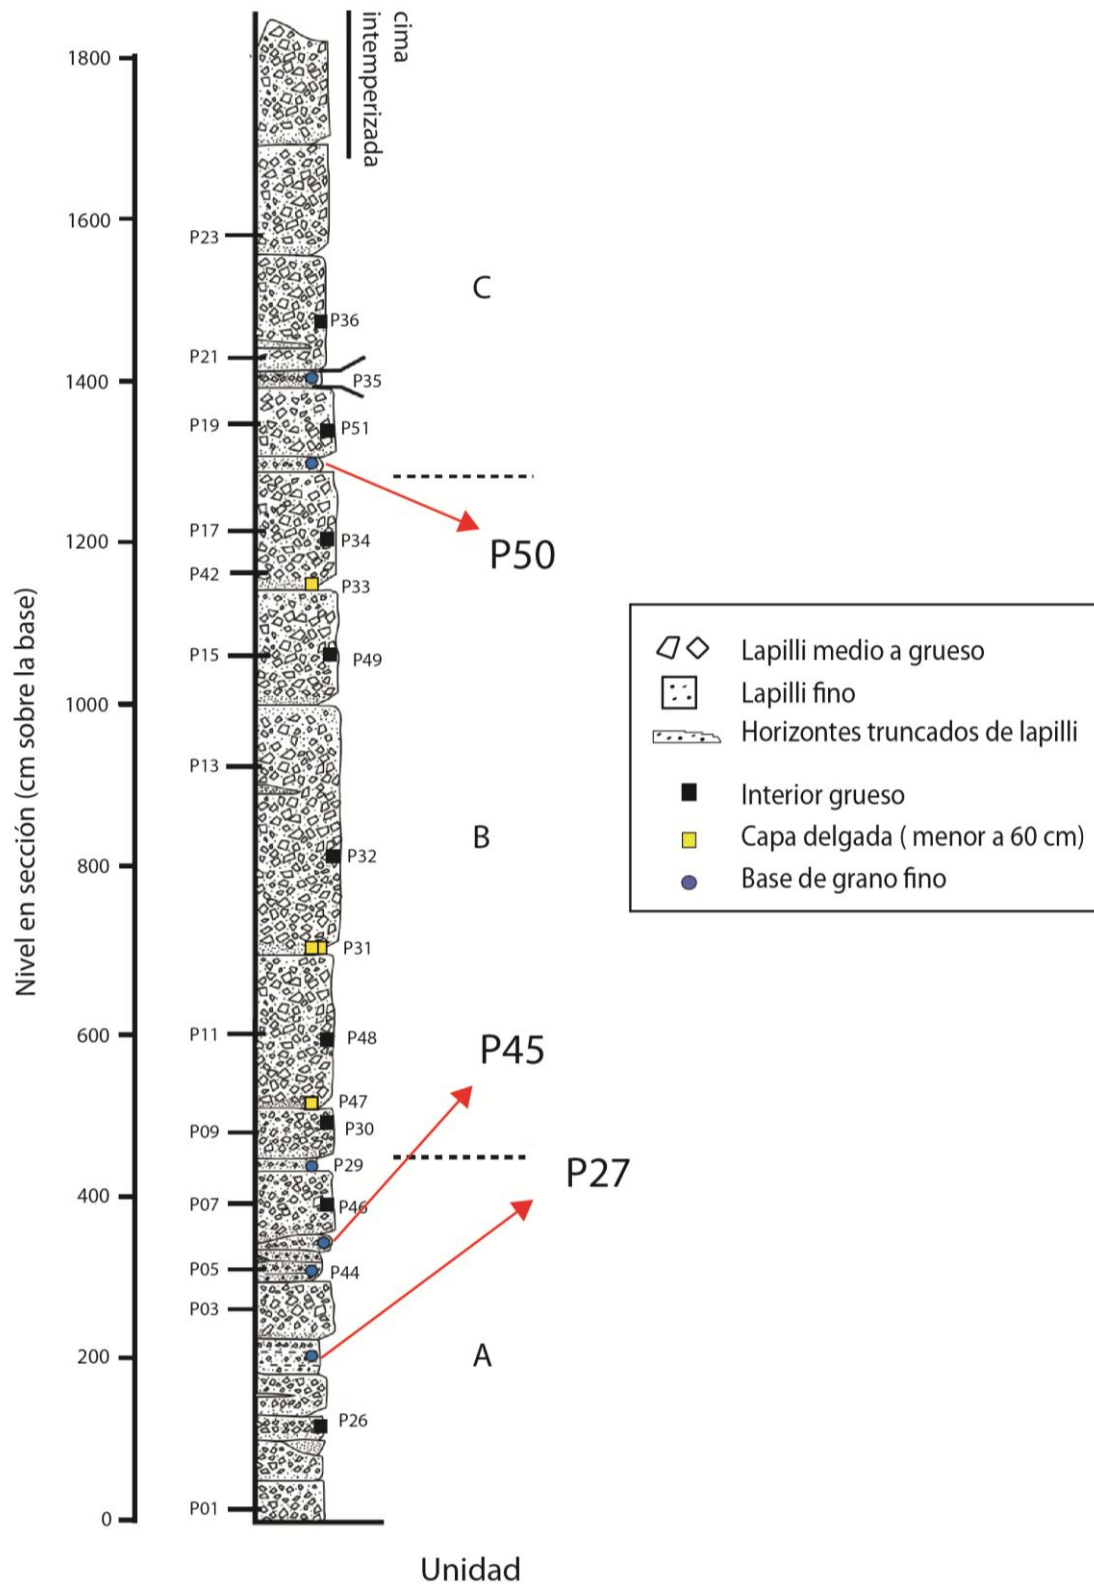 cima
intemperizada
1800
1600
P23
C
P36
P21
1400
P35
P19
P51
P17
1200
P34
P50
P42
P33
Nivel en sección (cm sobre la base)
P15
P49
1000
P13
B
800
P32
P31
600
P11
P48
P45
P47
P09
P30
P29
P27
400
P07
P46
P05
P44
P03
200
A
P26
P01
0
Unidad
Lapilli medio a grueso
Lapilli fino
Horizontes truncados de lapilli
Interior grueso
Capa delgada ( menor a 60 cm)
Base de grano fino